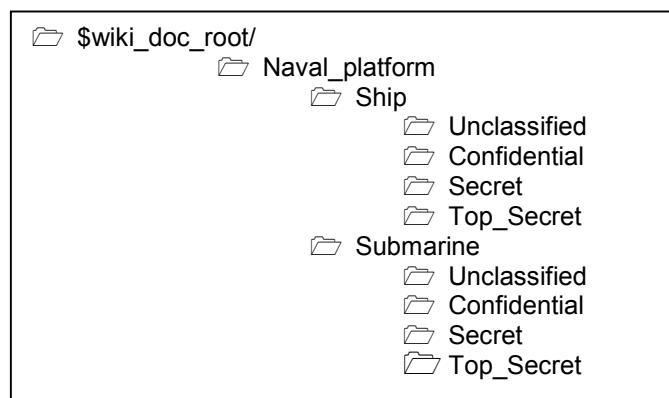 $wiki_doc_root/
Naval_platform
Ship
Unclassified
Confidential
Secret
Top_Secret
Submarine
Unclassified
Confidential
Secret
Top_Secret